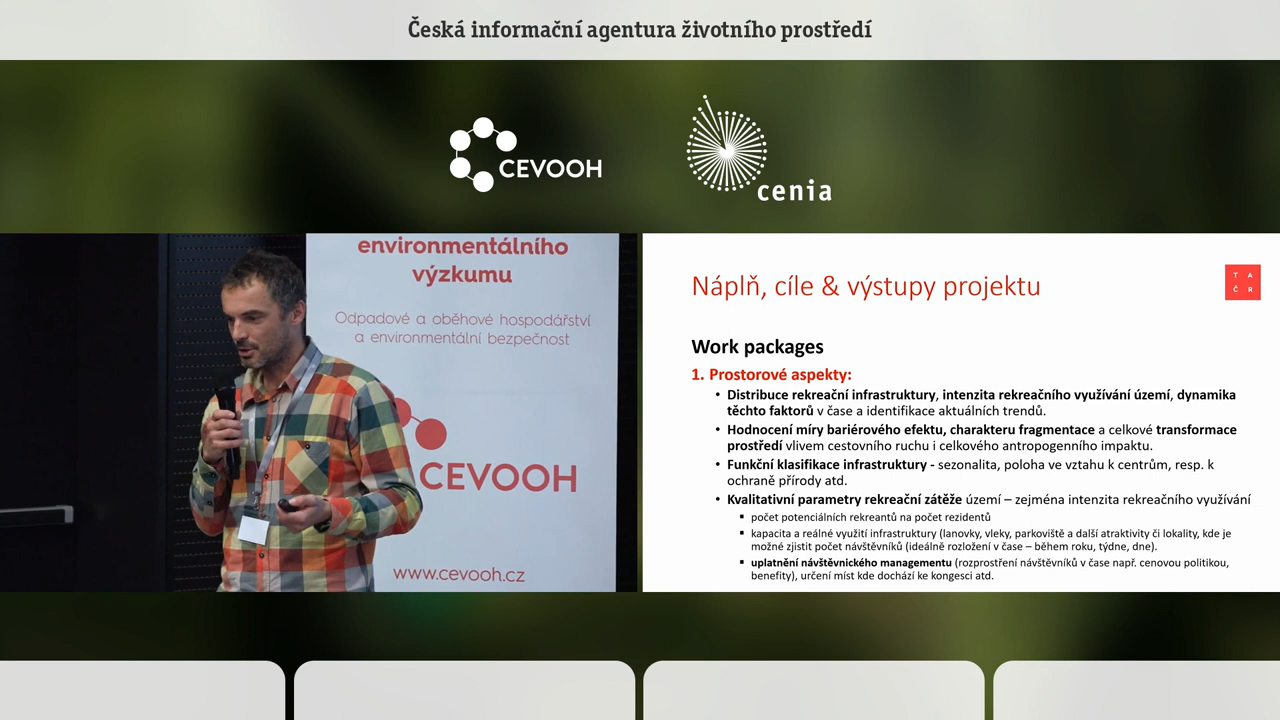 Česká informační agentura životního prostředí
CEVOOH
cenia
environmentálního
výzkumu
Odpadové a oběhové hospodářství
a environmentální bezpečnost
CEVOOH
www.cevooh.cz
Náplň, cíle & výstupy projektu
T A
Č R
Work packages
1. Prostorové aspekty:
• Distribuce rekreační infrastruktury, intenzita rekreačního využívání území, dynamika
těchto faktorů v čase a identifikace aktuálních trendů.
• Hodnocení míry bariérového efektu, charakteru fragmentace a celkové transformace
prostředí vlivem cestovního ruchu i celkového antropogenního impaktu.
• Funkční klasifikace infrastruktury - sezonalita, poloha ve vztahu k centrům, resp. k
ochraně přírody atd.
• Kvalitativní parametry rekreační zátěže území – zejména intenzita rekreačního využívání
▪ počet potenciálních rekreantů na počet rezidentů
▪ kapacita a reálné využití infrastruktury (lanovky, vleky, parkoviště a další atraktivity či lokality, kde je
možné zjistit počet návštěvníků (ideálně rozložení v čase – během roku, týdne, dne).
▪ uplatnění návštěvnického managementu (rozprostření návštěvníků v čase např. cenovou politikou,
benefity), určení míst kde dochází ke kongesci atd.